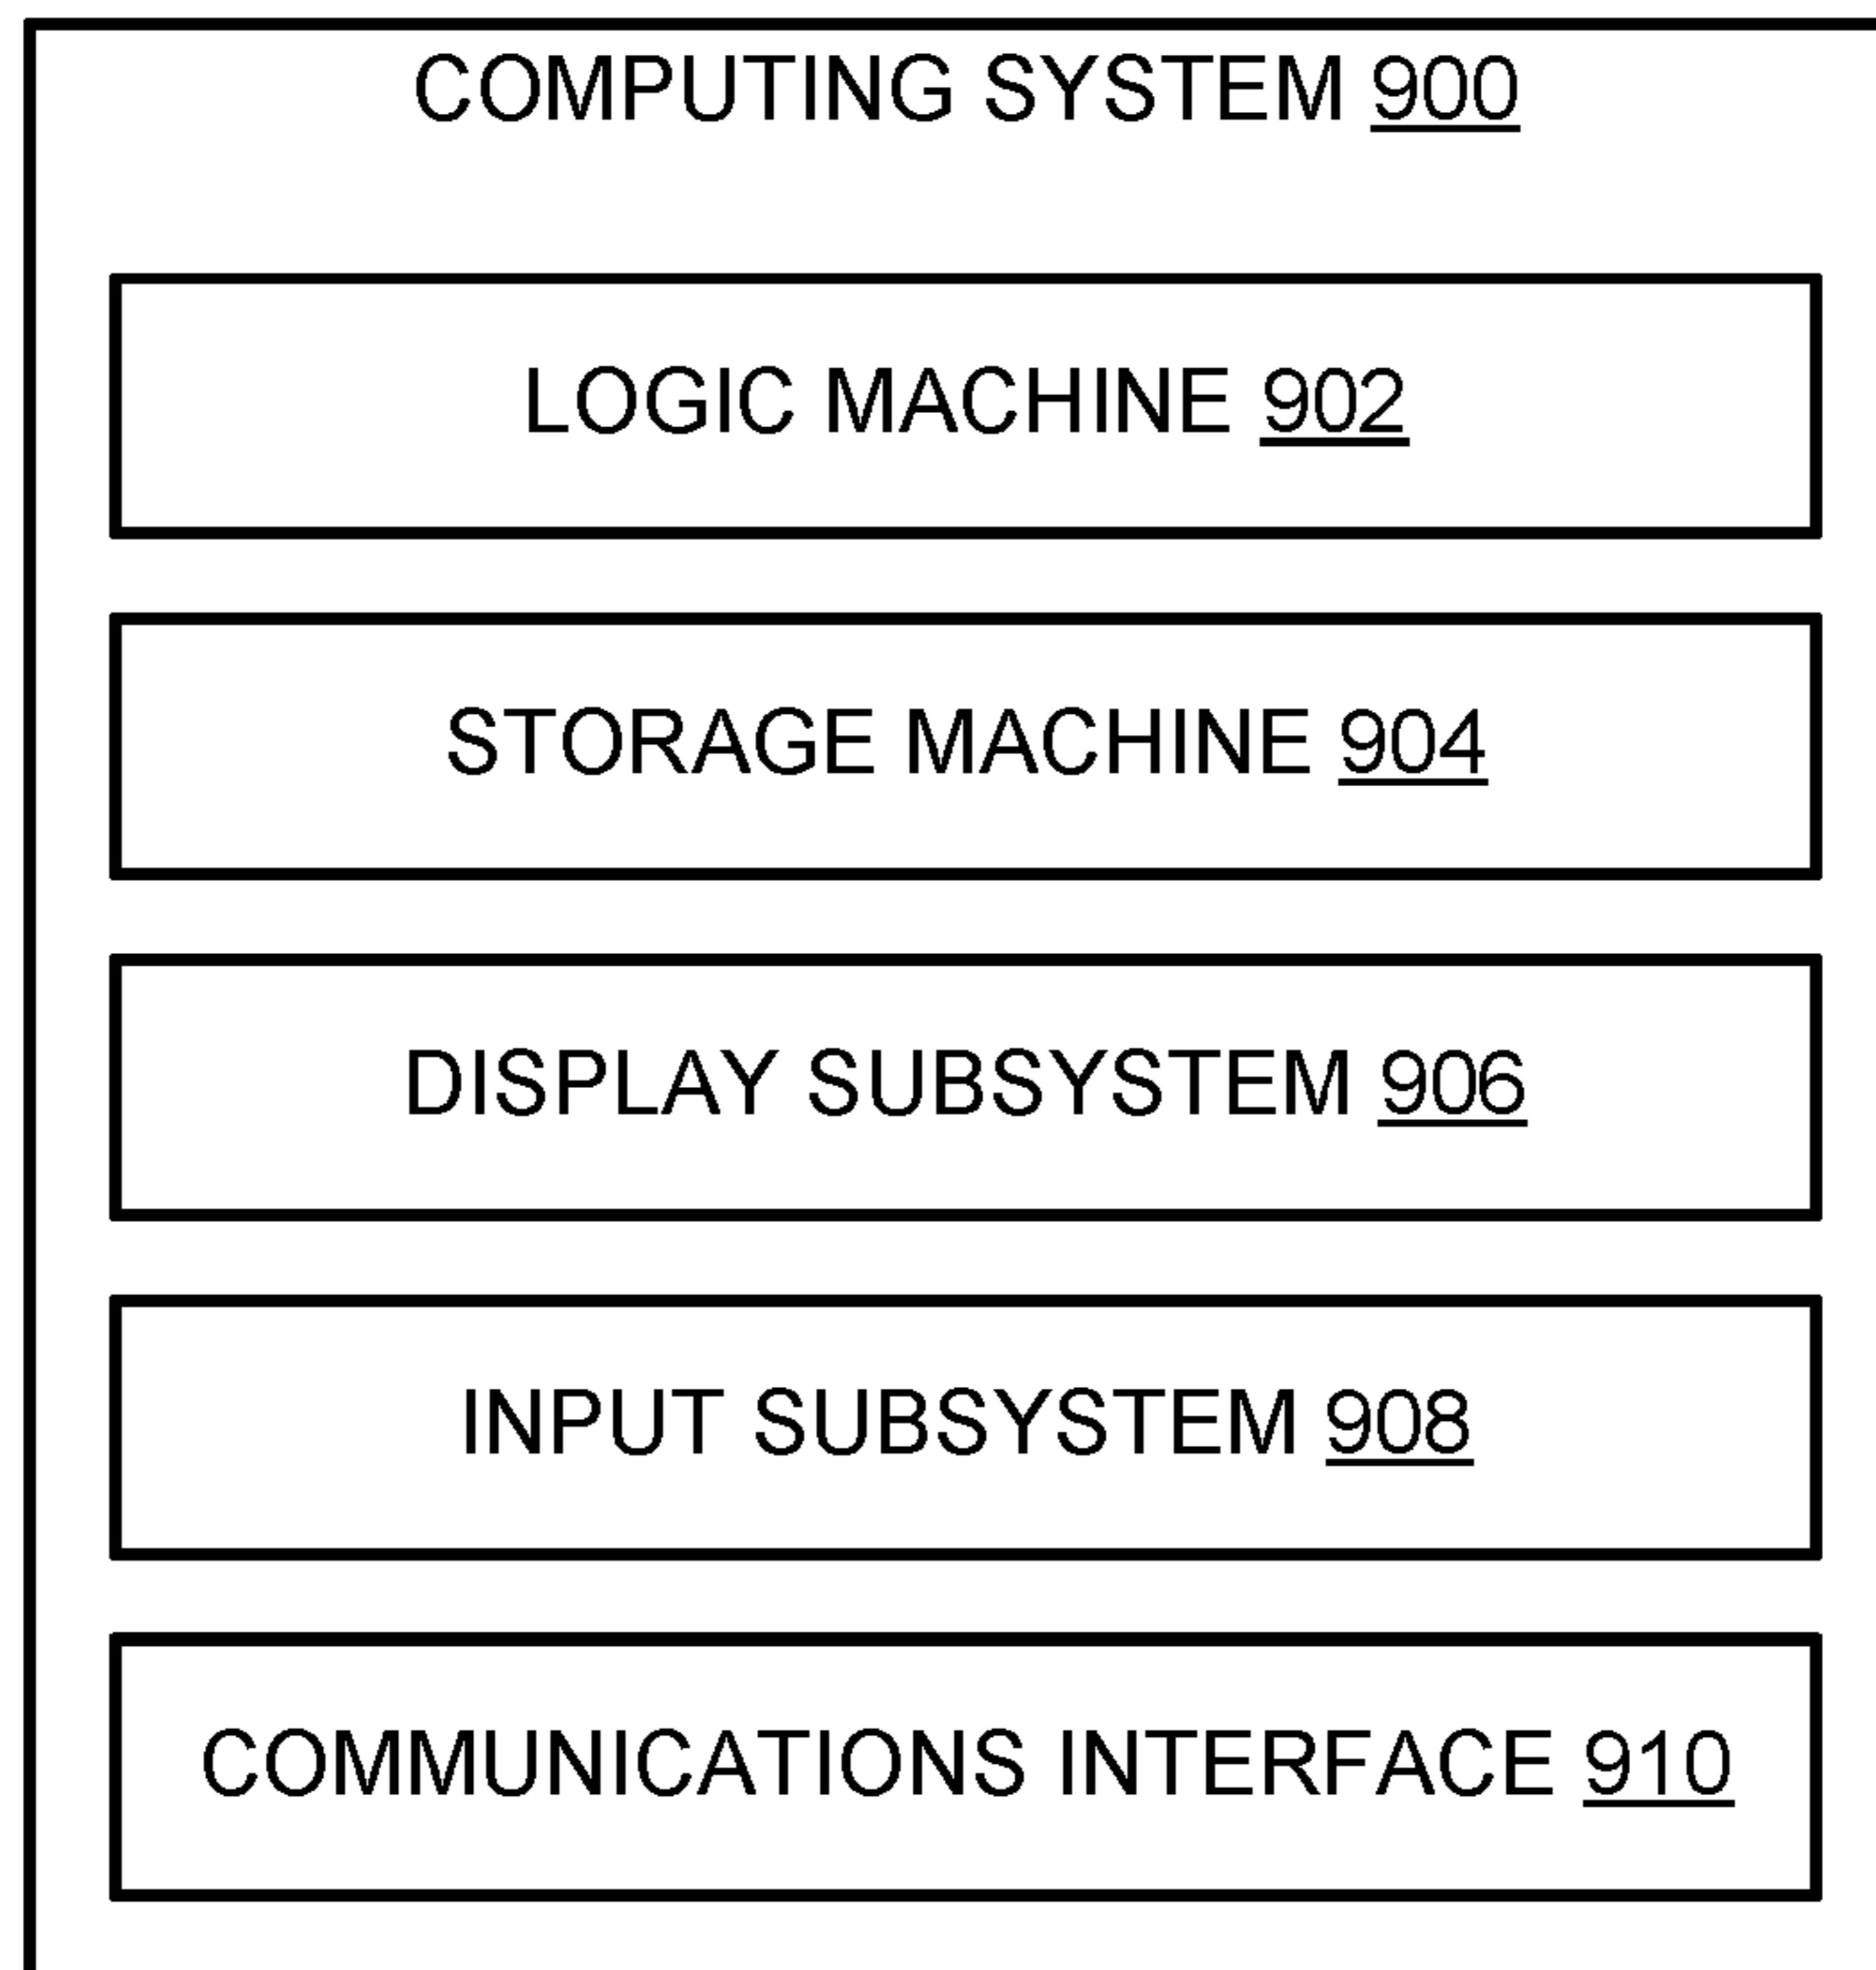 COMPUTING SYSTEM 900
LOGIC MACHINE 902
STORAGE MACHINE 904
DISPLAY SUBSYSTEM 906
INPUT SUBSYSTEM 908
COMMUNICATIONS INTERFACE 910